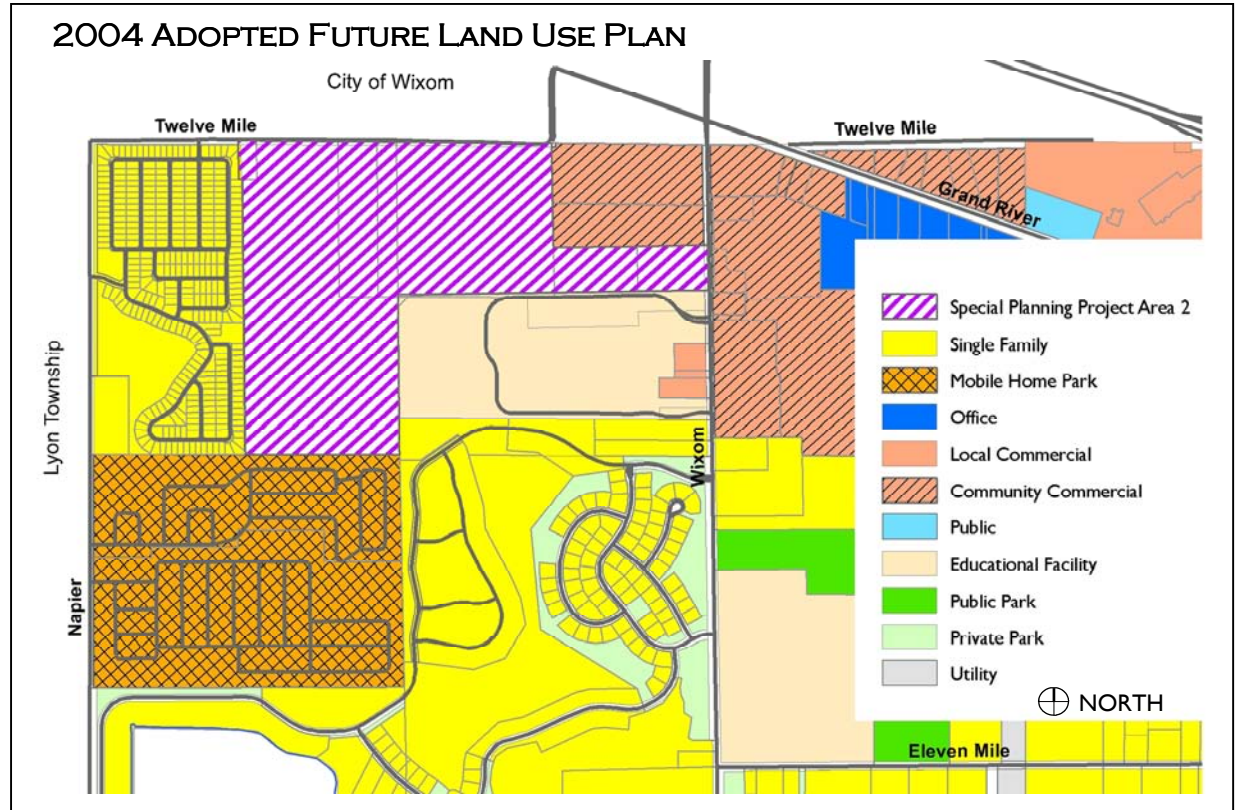 2004 ADOPTED FUTURE LAND USE PLAN
City of Wixom
Twelve Mile
Twelve Mile
Grand River
Lyon Township
Wixom
Napier
Special Planning Project Area 2
Single Family
Mobile Home Park
Office
Local Commercial
Community Commercial
Public
Educational Facility
Public Park
Private Park
Utility
NORTH
Eleven Mile